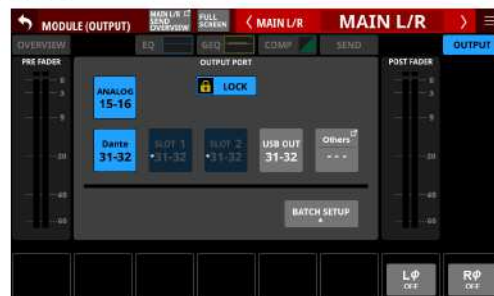 MODULE (OUTPUT)
MAIN L/R
SEND
OVERVIEW
FULL
SCREEN
MAIN L/R
MAIN L/R
OVERVIEW
EQ
GEQ
COMP
SEND
OUTPUT
PRE FADER
OUTPUT PORT
POST FADER
ANALOG
15-16
LOCK
Dante
31-32
SLOT 1
*31-32
SLOT 2
*31-32
USB OUT
31-32
Others
---
BATCH SETUP
LΦ
OFF
RΦ
OFF